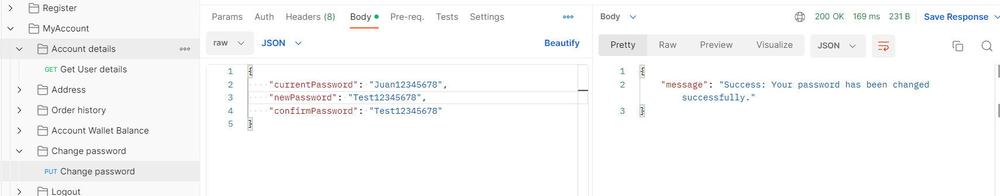 Register
MyAccount
Account details
GET Get User details
Address
Order history
Account Wallet Balance
Change password
PUT Change password
Logout
Params Auth Headers (8) Body Pre-req. Tests Settings
raw JSON Beautify
1 {
2 "currentPassword": "Juan12345678",
3 "newPassword": "Test12345678",
4 "confirmPassword": "Test12345678"
5 }
Body 200 OK 169 ms 231 B Save Response
Pretty Raw Preview Visualize JSON
1 {
2 "message": "Success: Your password has been changed
successfully."
3 }